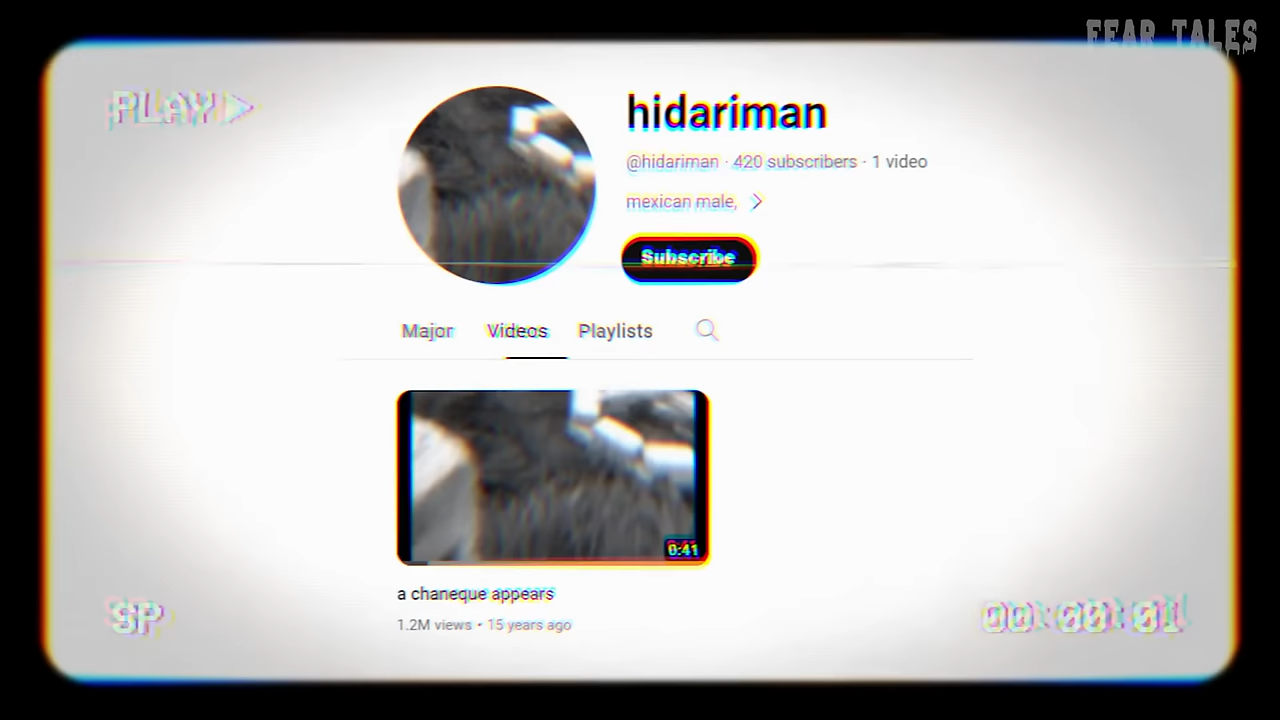 FEAR TALES
PLAY
hidariman
@hidariman · 420 subscribers · 1 video
mexican male,
Subscribe
Major Videos Playlists
0:41
a chaneque appears
1.2M views • 15 years ago
SP 00:00:01